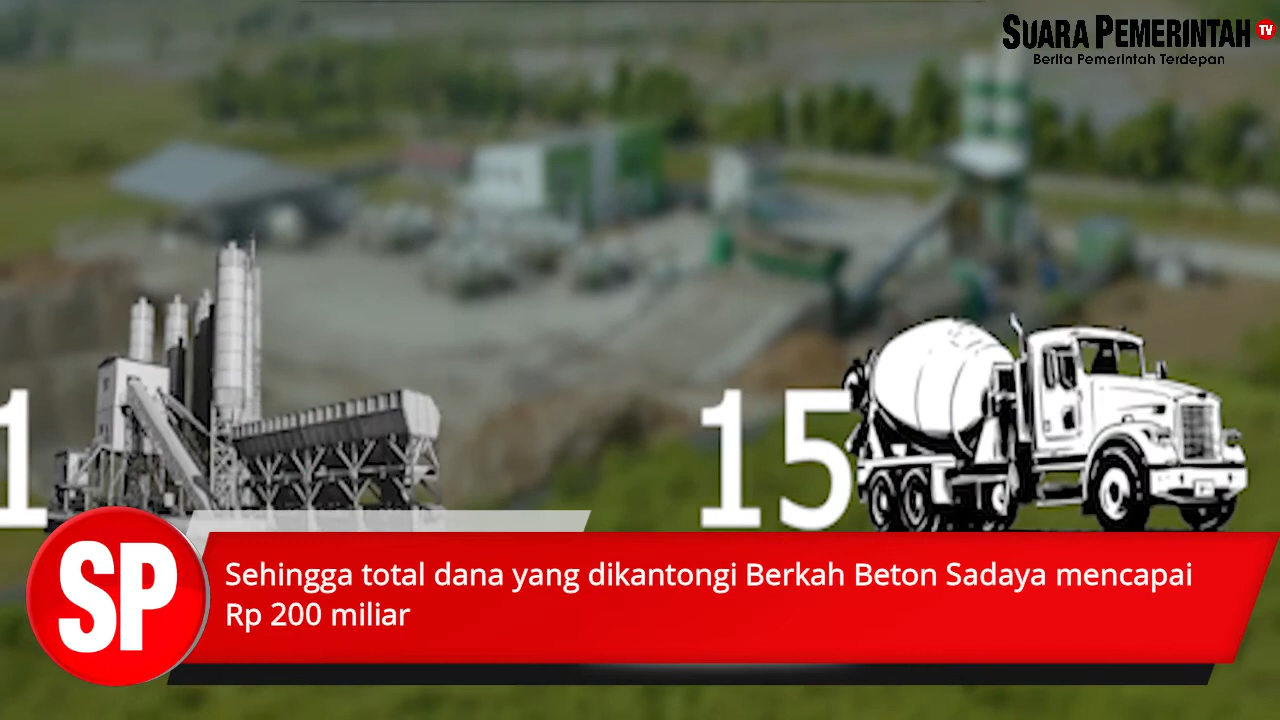 SUARA PEMERINTAH TV
Berita Pemerintah Terdepan
1
15
SP
Sehingga total dana yang dikantongi Berkah Beton Sadaya mencapai
Rp 200 miliar